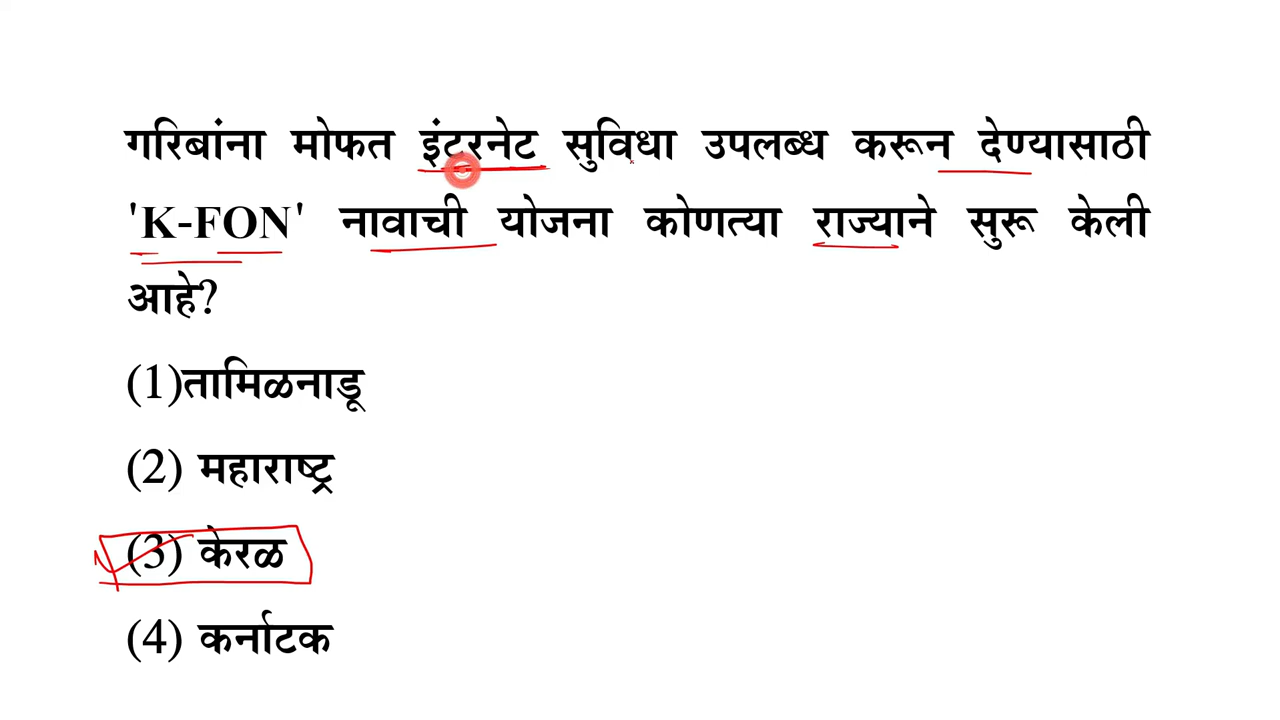 गरिबांना मोफत इंटरनेट सुविधा उपलब्ध करून देण्यासाठी
'K-FON' नावाची योजना कोणत्या राज्याने सुरू केली
आहे?
(1)तामिळनाडू
(2) महाराष्ट्र
(3) केरळ
(4) कर्नाटक